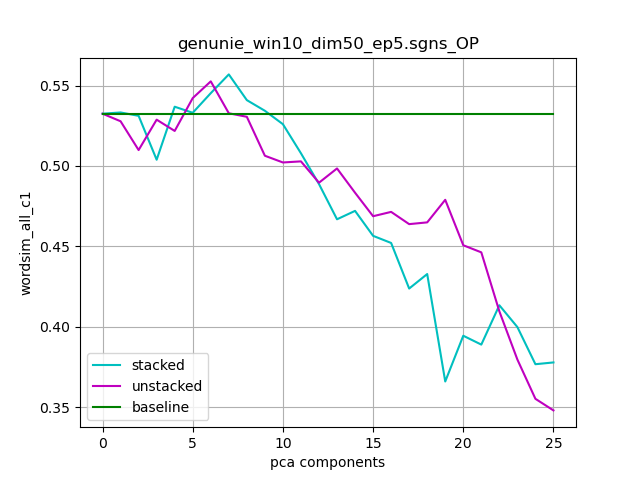 genunie_win10_dim50_ep5.sgns_OP
0.55
0.50
0.45
0.40
0.35
wordsim_all_c1
stacked
unstacked
baseline
0 5 10 15 20 25
pca components